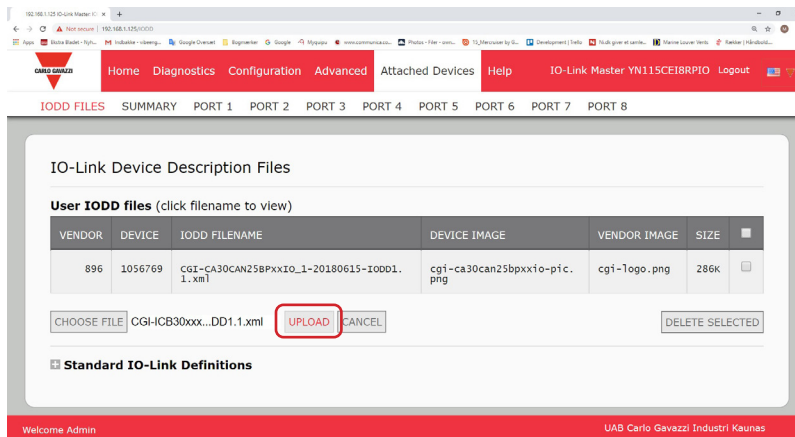 192.168.1.125 IO-Link Master IO
Not secure | 192.168.1.125/IODD
Apps
Google Oversæt
Bogmærker
Google
Myquipu
www.communica.co...
Development | Trello
CARLO GAVAZZI
Home Diagnostics Configuration Advanced Attached Devices Help IO-Link Master YN115CEI8RPIO Logout
IODD FILES SUMMARY PORT 1 PORT 2 PORT 3 PORT 4 PORT 5 PORT 6 PORT 7 PORT 8
IO-Link Device Description Files
User IODD files (click filename to view)
VENDOR DEVICE IODD FILENAME DEVICE IMAGE VENDOR IMAGE SIZE
896 1056769 CGI-CA30CAN25BPxxIO_1-20180615-IODD1. cgi-ca30can25bpxxio-pic. cgi-logo.png 286K
1.xml png
CHOOSE FILE CGI-ICB30xxx...DD1.1.xml UPLOAD CANCEL DELETE SELECTED
Standard IO-Link Definitions
Welcome Admin UAB Carlo Gavazzi Industri Kaunas